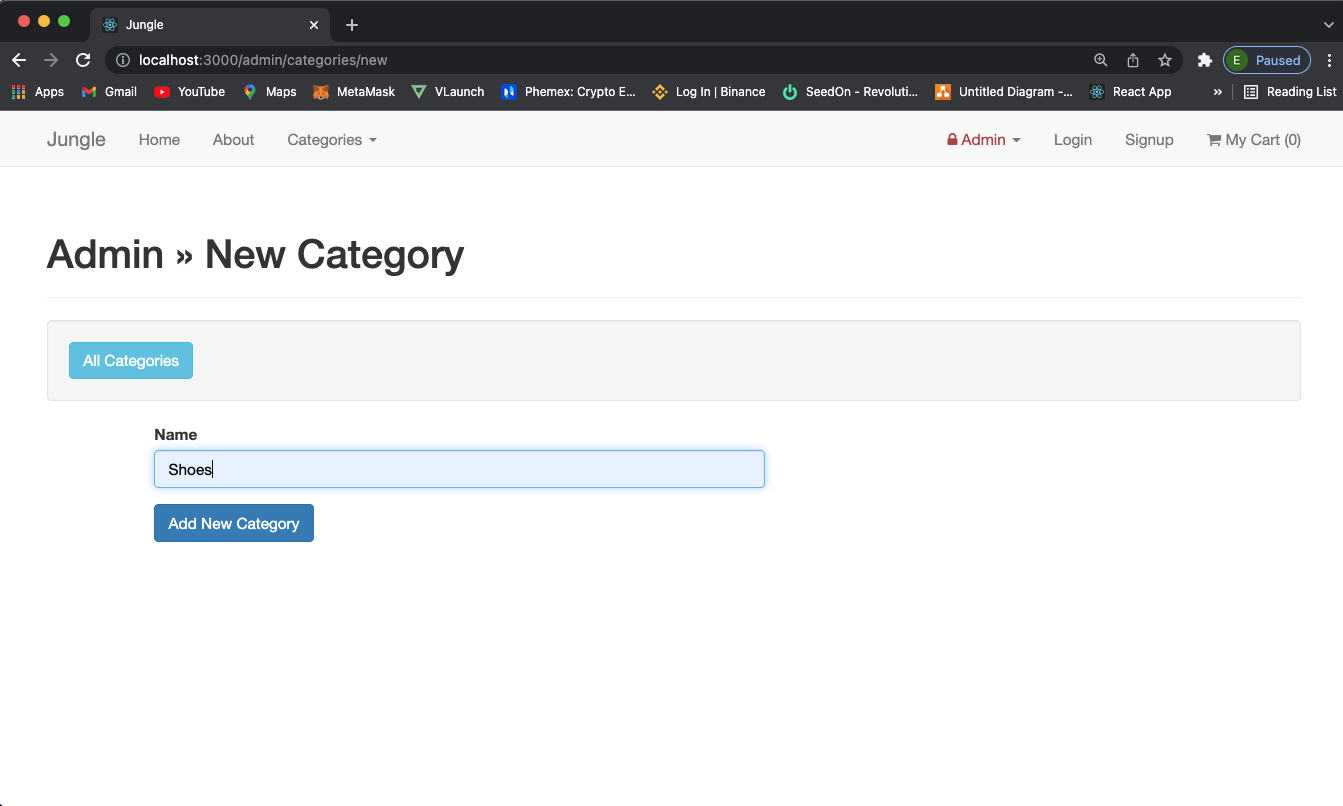 Jungle
localhost:3000/admin/categories/new
E Paused
Apps Gmail YouTube Maps MetaMask VLaunch Phemex: Crypto E... Log In | Binance SeedOn - Revoluti... Untitled Diagram -... React App » Reading List
Jungle Home About Categories Admin Login Signup My Cart (0)
Admin » New Category
All Categories
Name
Shoes
Add New Category